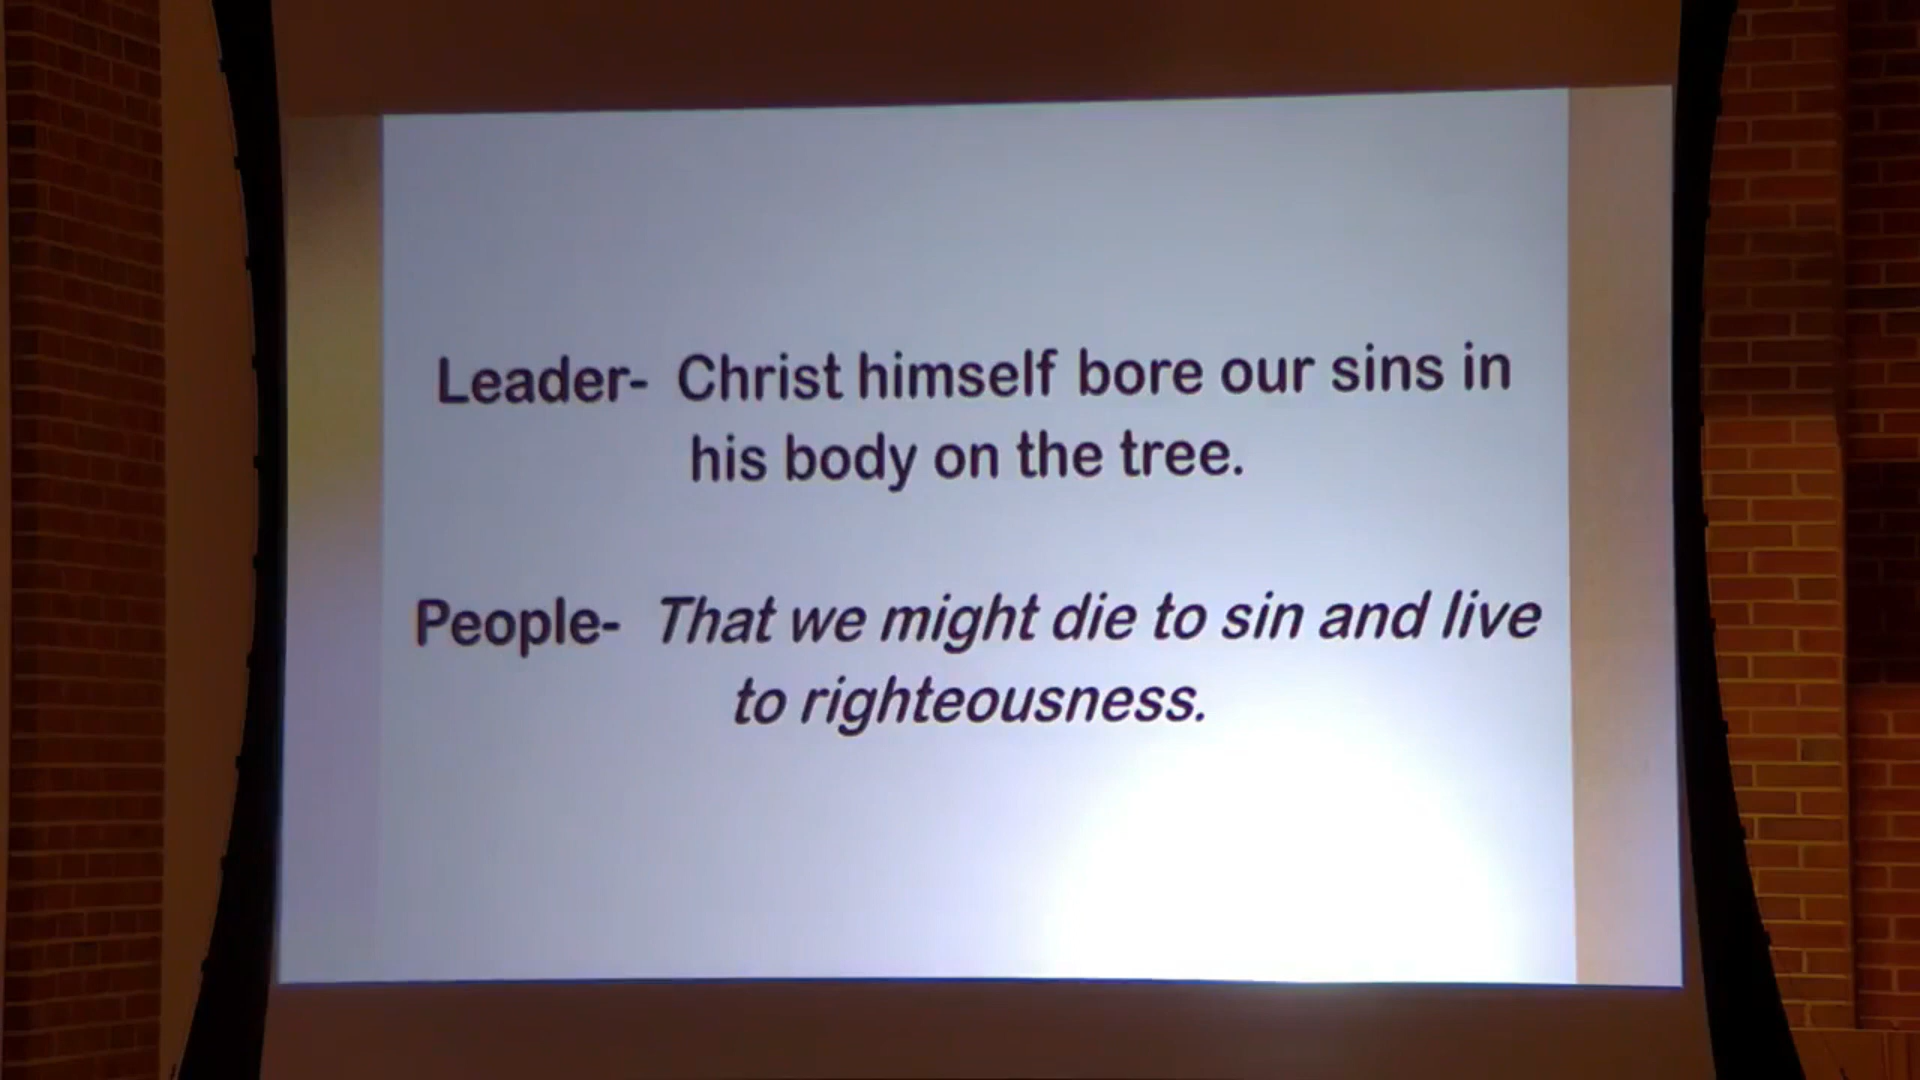 Leader- Christ himself bore our sins in
his body on the tree.
People- That we might die to sin and live
to righteousness.